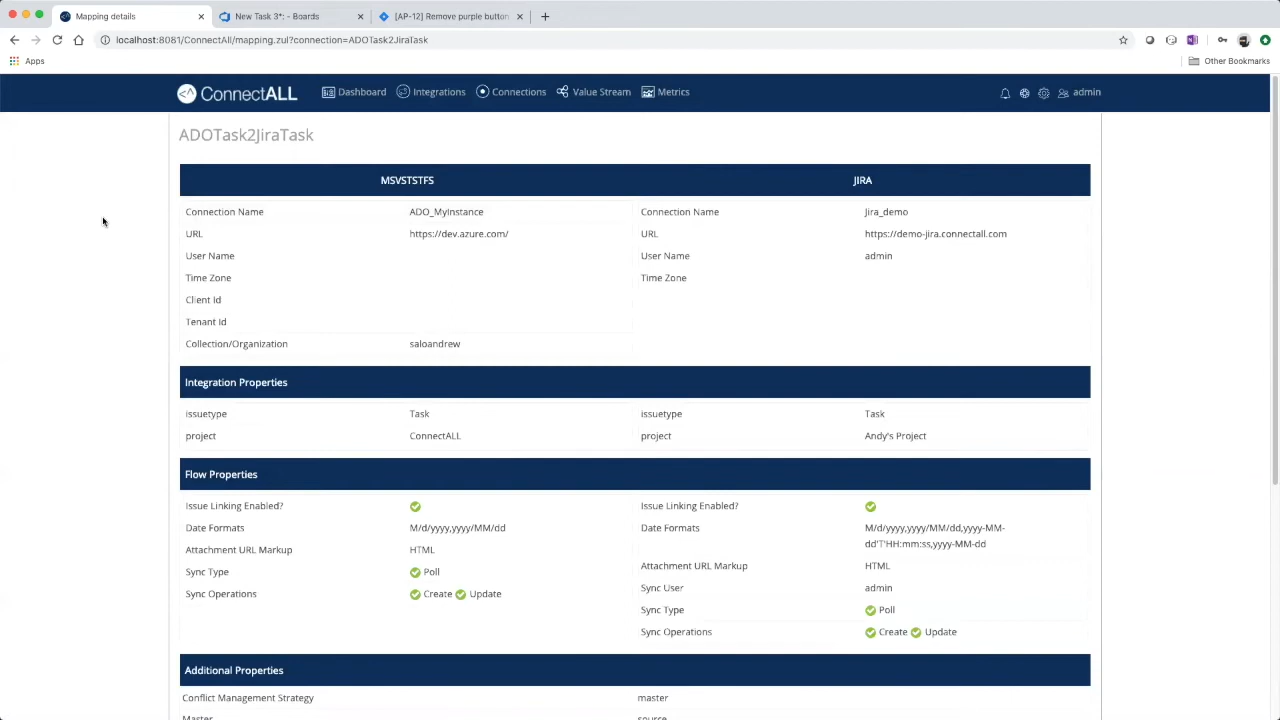 Mapping details
New Task 3*: - Boards
[AP-12] Remove purple button
localhost:8081/ConnectAll/mapping.zul?connection=ADOTask2JiraTask
Apps
Other Bookmarks
ConnectALL
Dashboard
Integrations
Connections
Value Stream
Metrics
admin
ADOTask2JiraTask
MSVSTSTFS
JIRA
Connection Name ADO_MyInstance Connection Name Jira_demo
URL https://dev.azure.com/ URL https://demo-jira.connectall.com
User Name User Name admin
Time Zone Time Zone
Client Id
Tenant Id
Collection/Organization saloandrew
Integration Properties
issuetype Task issuetype Task
project ConnectALL project Andy's Project
Flow Properties
Issue Linking Enabled? Issue Linking Enabled?
Date Formats M/d/yyyy,yyyy/MM/dd Date Formats M/d/yyyy,yyyy/MM/dd,yyyy-MM-
dd'T'HH:mm:ss,yyyy-MM-dd
Attachment URL Markup HTML Attachment URL Markup HTML
Sync Type Poll Sync User admin
Sync Operations Create Update Sync Type Poll
Sync Operations Create Update
Additional Properties
Conflict Management Strategy master
Master source